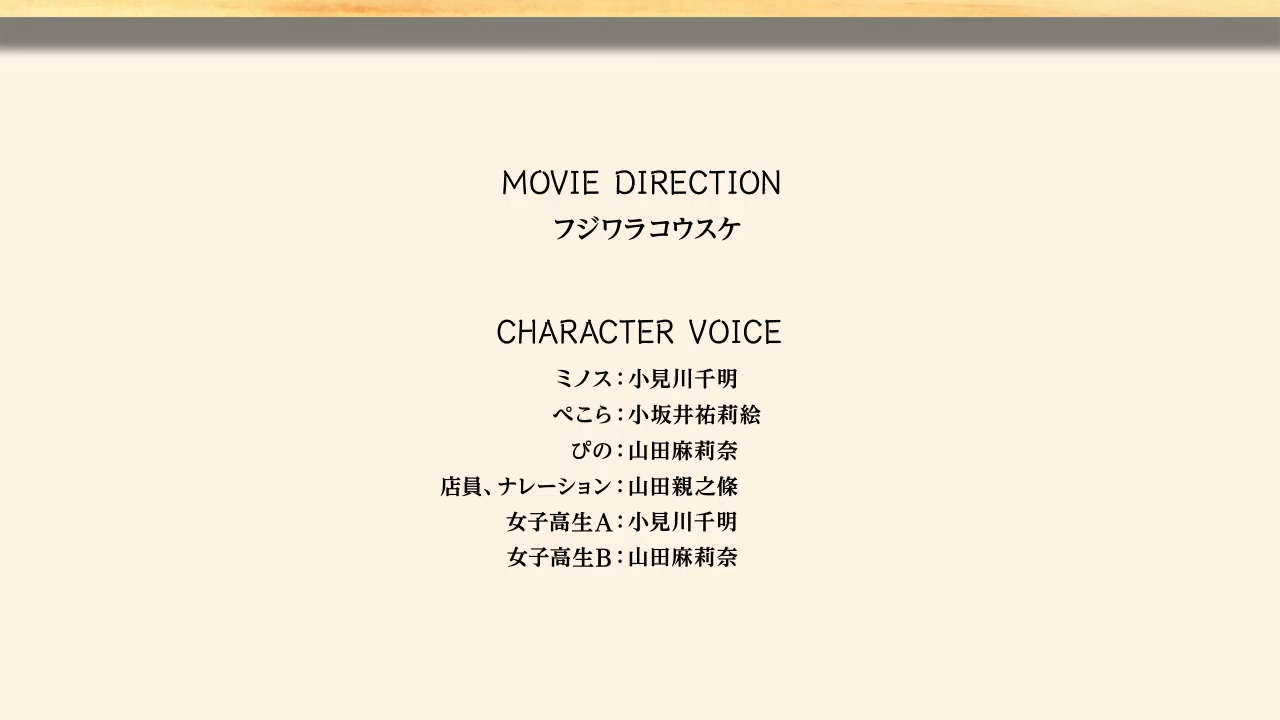 MOVIE DIRECTION
フジワラコウスケ
CHARACTER VOICE
ミノス：小見川千明
ぺこら：小坂井祐莉絵
ぴの：山田麻莉奈
店員、ナレーション：山田親之條
女子高生A：小見川千明
女子高生B：山田麻莉奈